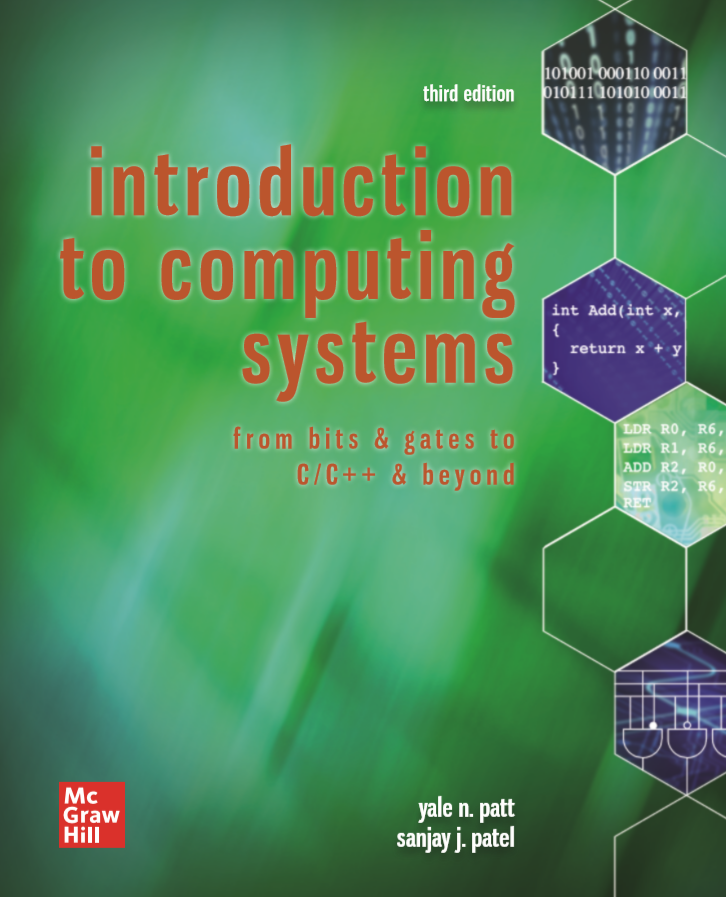 third edition
introduction
to computing
systems
from bits & gates to
C/C++ & beyond
101001 000110 0011
010111 101010 0011
int Add(int x,
{
return x + y
}
LDR R0, R6,
LDR R1, R6,
ADD R2, R0,
STR R2, R6,
RET
Mc
Graw
Hill
yale n. patt
sanjay j. patel